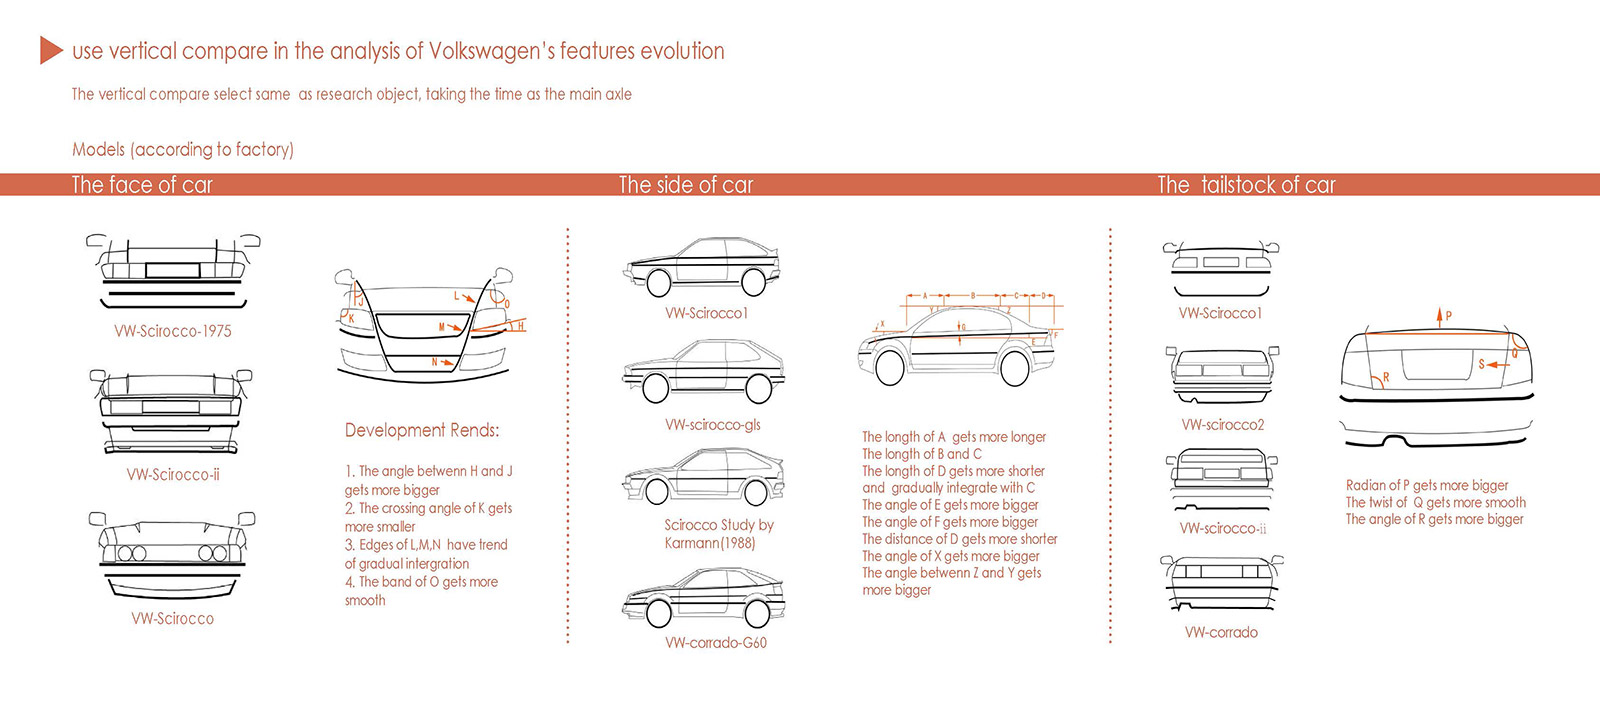 use vertical compare in the analysis of Volkswagen's features evolution
The vertical compare select same as research object, taking the time as the main axle
Models (according to factory)
The face of car
VW-Scirocco-1975
VW-Scirocco-ii
VW-Scirocco
J
K
L
O
M
H
N
Development Rends:
1. The angle betwenn H and J
gets more bigger
2. The crossing angle of K gets
more smaller
3. Edges of L,M,N have trend
of gradual intergration
4. The band of O gets more
smooth
The side of car
VW-Scirocco1
VW-scirocco-gls
Scirocco Study by
Karmann(1988)
VW-corrado-G60
A
B
C
D
X
Y
Z
E
F
The length of A gets more longer
The length of B and C
The length of D gets more shorter
and gradually integrate with C
The angle of E gets more bigger
The angle of F gets more bigger
The distance of D gets more shorter
The angle of X gets more bigger
The angle betwenn Z and Y gets
more bigger
The tailstock of car
VW-Scirocco1
VW-scirocco2
VW-scirocco-ii
VW-corrado
P
Q
S
R
Radian of P gets more bigger
The twist of Q gets more smooth
The angle of R gets more bigger